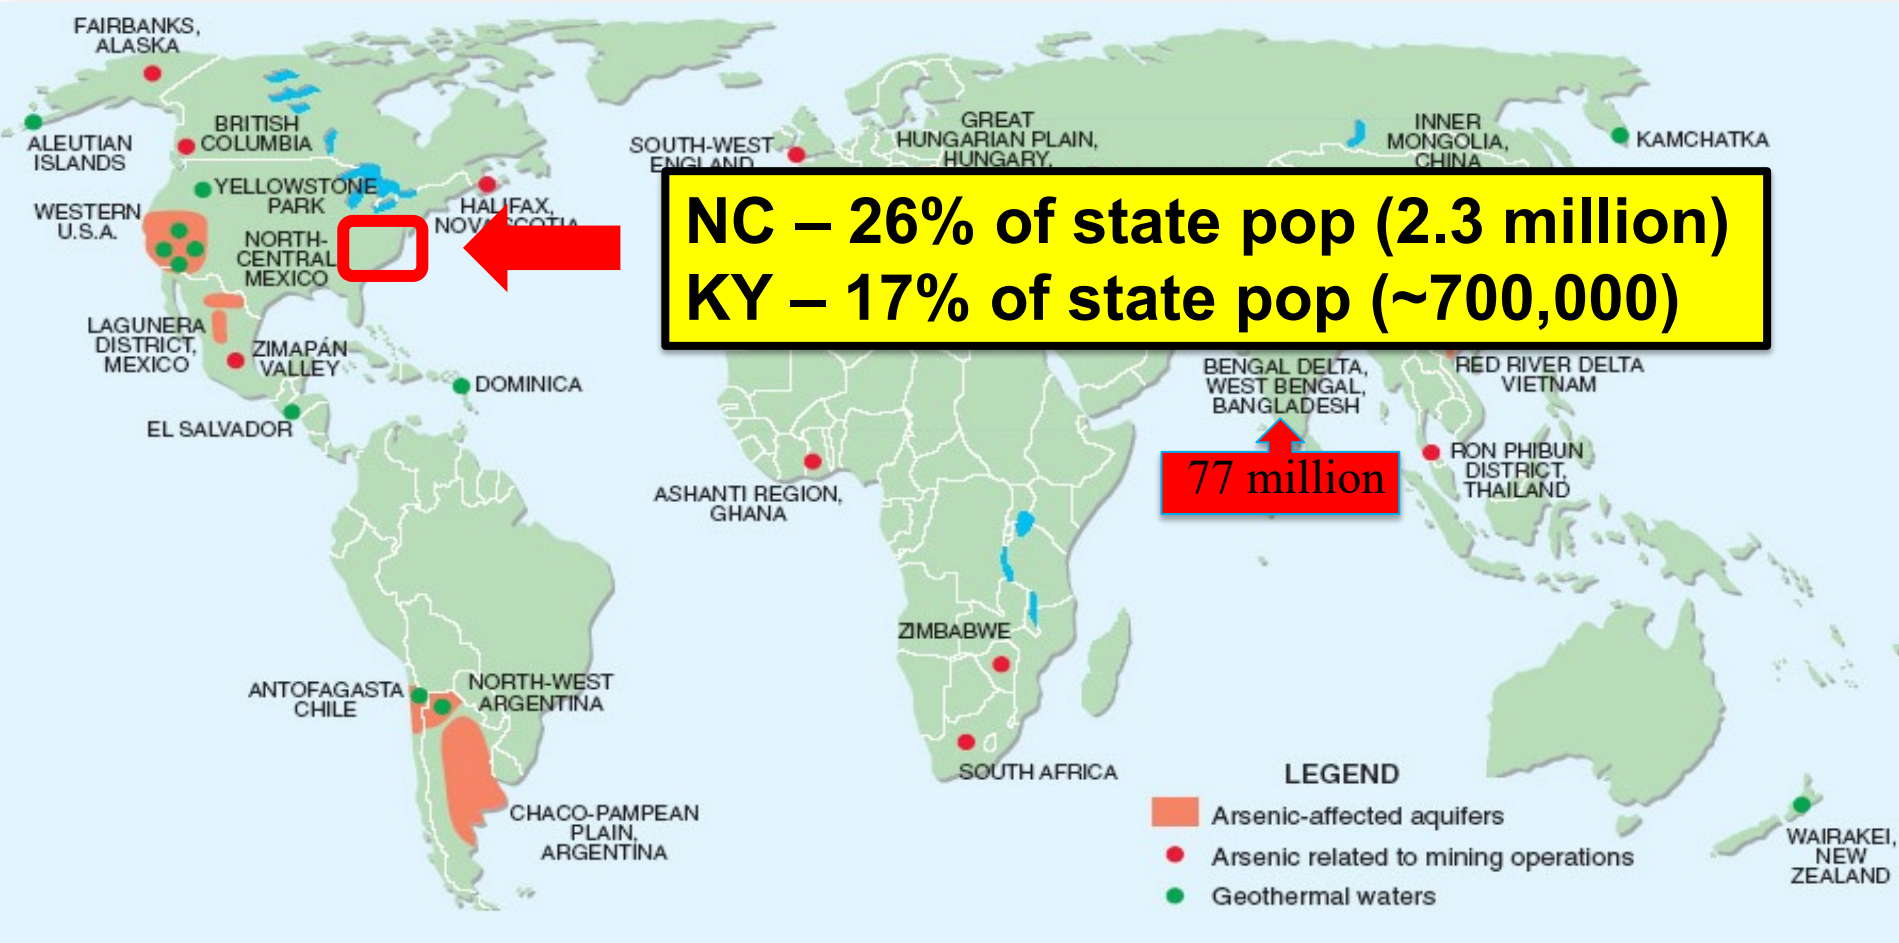 FAIRBANKS,
ALASKA
ALEUTIAN
ISLANDS
BRITISH
COLUMBIA
YELLOWSTONE
PARK
WESTERN
U.S.A.
NORTH-
CENTRAL
MEXICO
HALIFAX,
NOVA SCOTIA
LAGUNERA
DISTRICT,
MEXICO
ZIMAPÁN
VALLEY
DOMINICA
EL SALVADOR
SOUTH-WEST
ENGLAND
GREAT
HUNGARIAN PLAIN,
HUNGARY,
INNER
MONGOLIA,
CHINA
KAMCHATKA
NC – 26% of state pop (2.3 million)
KY – 17% of state pop (~700,000)
BENGAL DELTA,
WEST BENGAL,
BANGLADESH
77 million
RED RIVER DELTA
VIETNAM
RON PHIBUN
DISTRICT,
THAILAND
ASHANTI REGION,
GHANA
ZIMBABWE
SOUTH AFRICA
ANTOFAGASTA
CHILE
NORTH-WEST
ARGENTINA
CHACO-PAMPEAN
PLAIN,
ARGENTINA
LEGEND
Arsenic-affected aquifers
Arsenic related to mining operations
Geothermal waters
WAIRAKEI,
NEW
ZEALAND